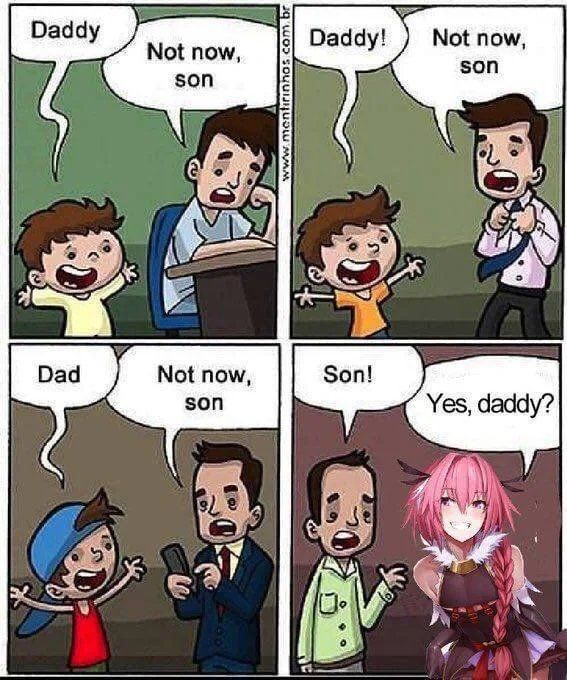 Daddy
Not now,
son
www.mentirinhas.com.br
Daddy!
Not now,
son
Dad
Not now,
son
Son!
Yes, daddy?